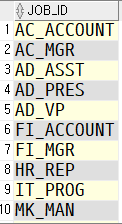 JOB_ID
1 AC_ACCOUNT
2 AC_MGR
3 AD_ASST
4 AD_PRES
5 AD_VP
6 FI_ACCOUNT
7 FI_MGR
8 HR_REP
9 IT_PROG
10 MK_MAN